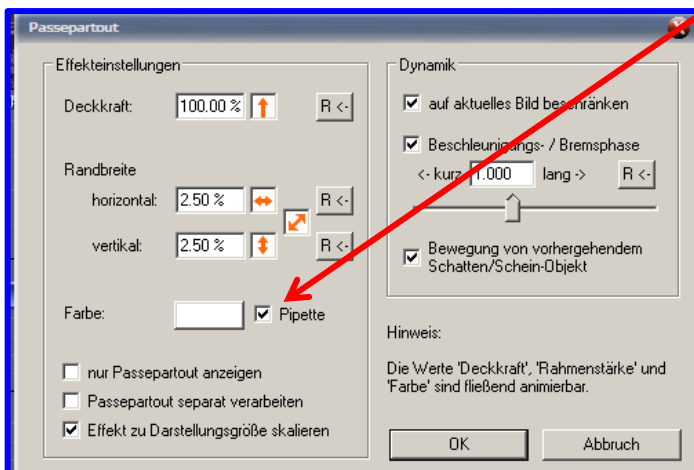 Passepartout
Effekteinstellungen
Deckkraft: 100.00 % R <-
Randbreite
horizontal: 2.50 % R <-
vertikal: 2.50 % R <-
Farbe: Pipette
nur Passepartout anzeigen
Passepartout separat verarbeiten
Effekt zu Darstellungsgröße skalieren
Dynamik
auf aktuelles Bild beschränken
Beschleunigungs- / Bremsphase
<- kurz 1.000 lang -> R <-
Bewegung von vorhergehendem
Schatten/Schein-Objekt
Hinweis:
Die Werte 'Deckkraft', 'Rahmenstärke' und
'Farbe' sind fließend animierbar.
OK Abbruch